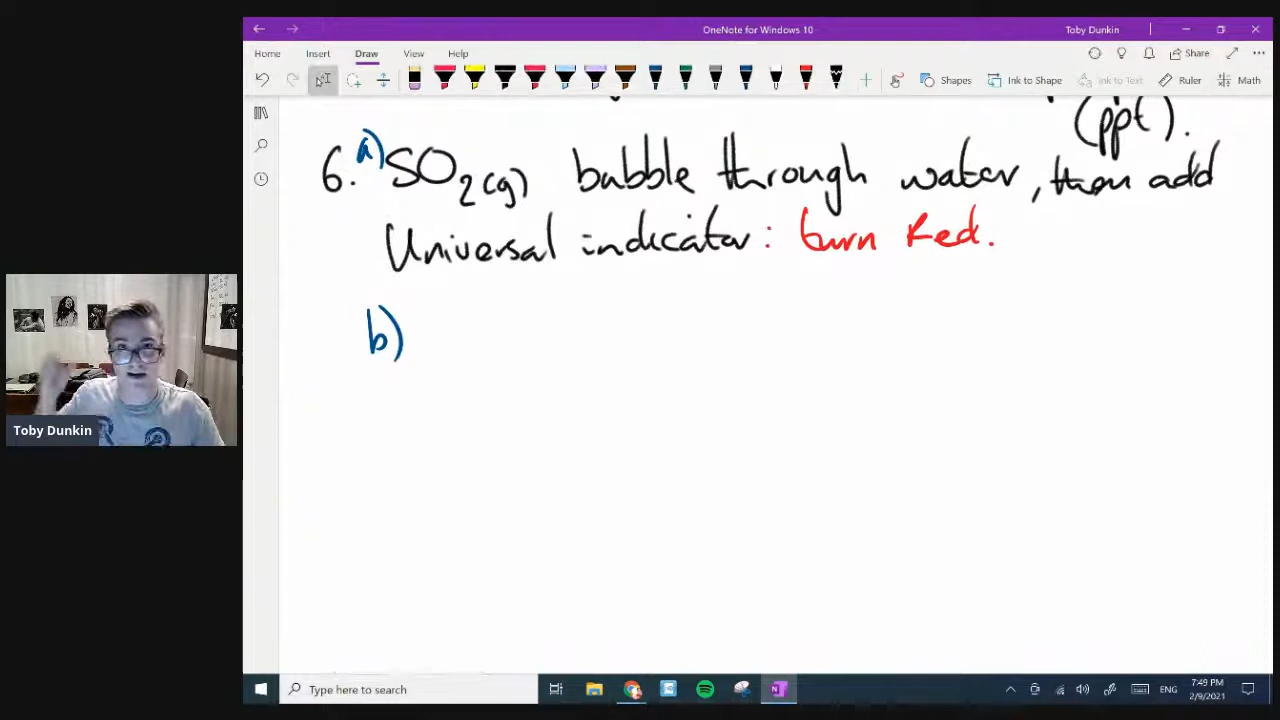 OneNote for Windows 10
Toby Dunkin
Home Insert Draw View Help
Share
Shapes Ink to Shape Ink to Text Ruler Math
(ppt).
6. a) SO2(g) bubble through water, then add
Universal indicator: turn Red.
b)
Toby Dunkin
Type here to search
ENG
7:49 PM
2/9/2021